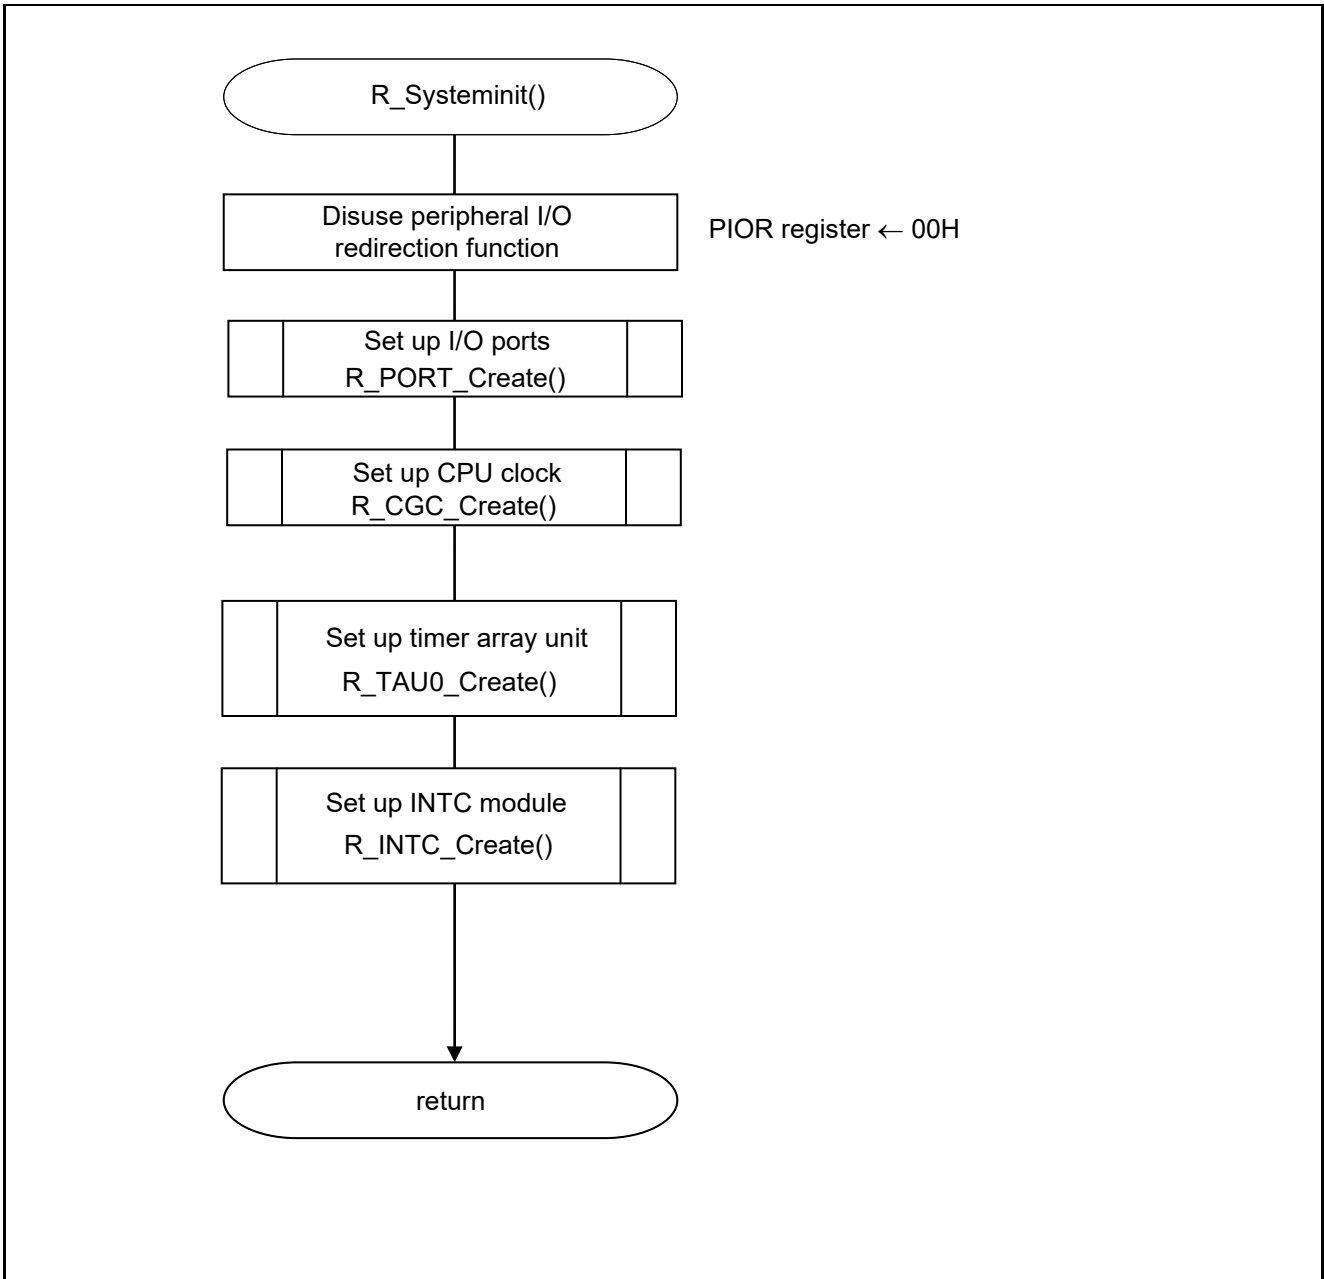 R_Systeminit()
Disuse peripheral I/O
redirection function
PIOR register ← 00H
Set up I/O ports
R_PORT_Create()
Set up CPU clock
R_CGC_Create()
Set up timer array unit
R_TAU0_Create()
Set up INTC module
R_INTC_Create()
return